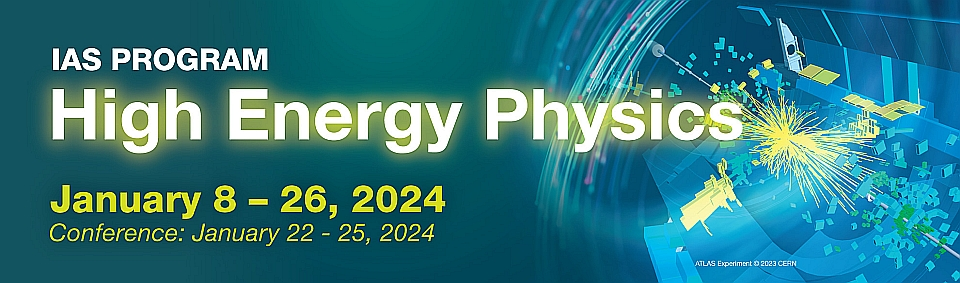 IAS PROGRAM
High Energy Physics
January 8 – 26, 2024
Conference: January 22 - 25, 2024
ATLAS Experiment © 2023 CERN